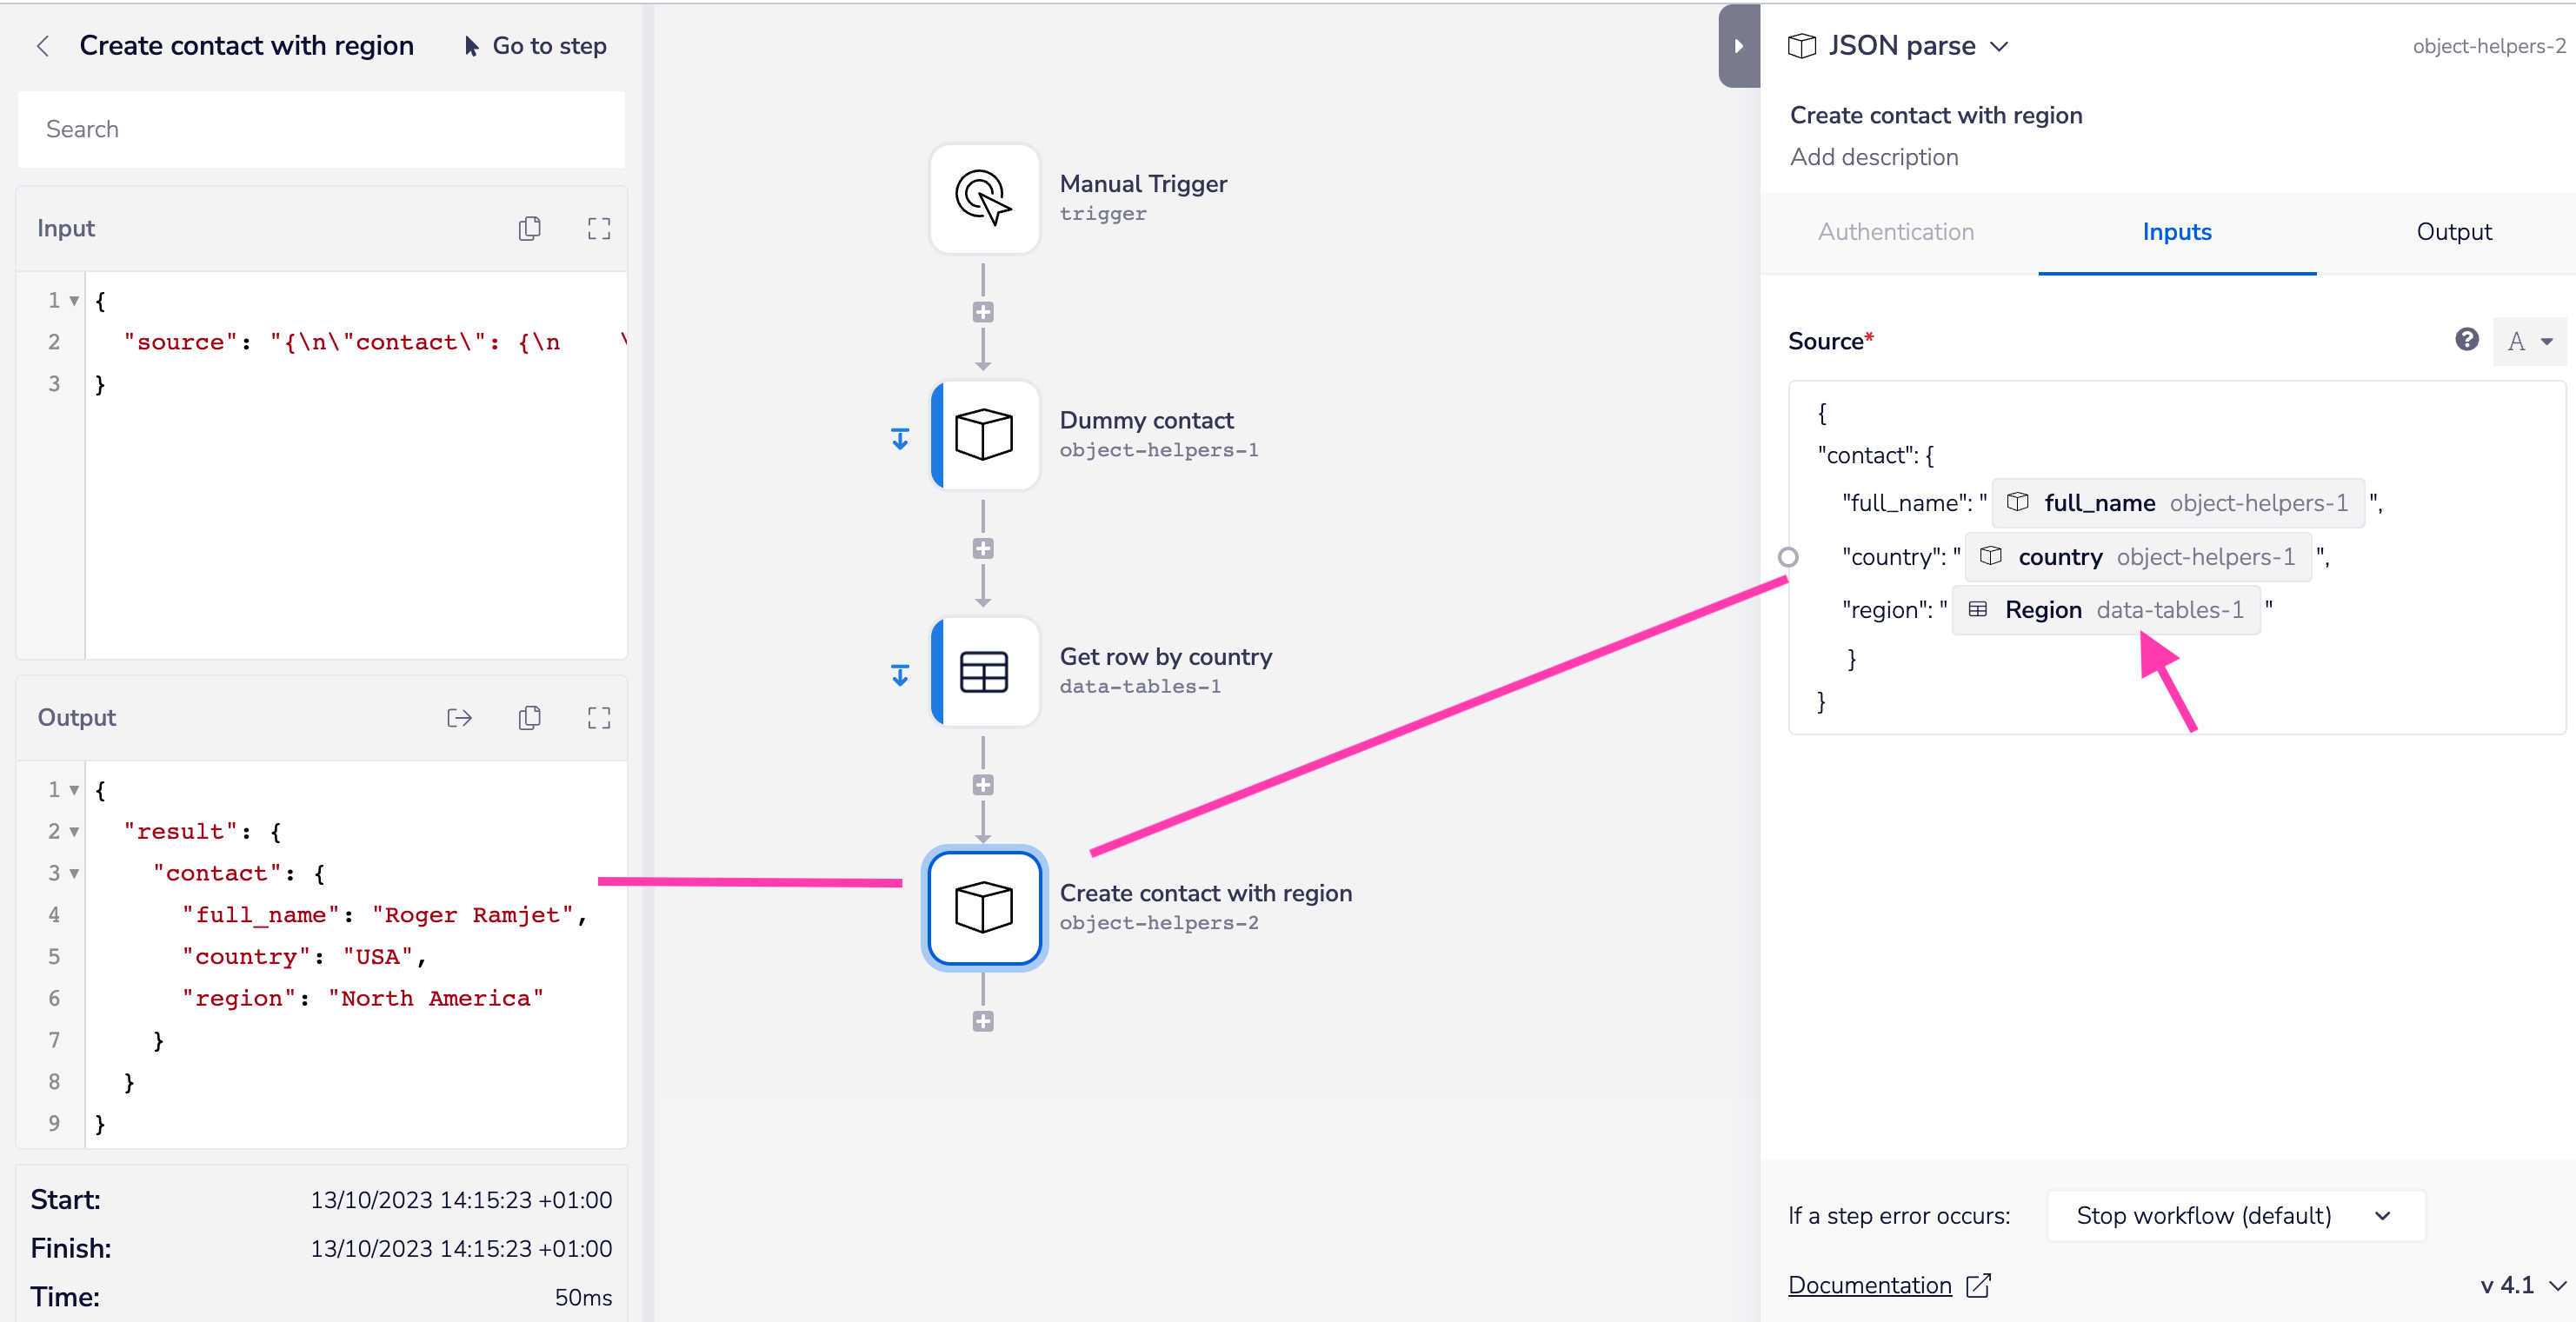 Create contact with region
Go to step
Search
Input
1 {
2 "source": "{\n\"contact\": {\n \
3 }
Output
1 {
2 "result": {
3 "contact": {
4 "full_name": "Roger Ramjet",
5 "country": "USA",
6 "region": "North America"
7 }
8 }
9 }
Start: 13/10/2023 14:15:23 +01:00
Finish: 13/10/2023 14:15:23 +01:00
Time: 50ms
Manual Trigger
trigger
Dummy contact
object-helpers-1
Get row by country
data-tables-1
Create contact with region
object-helpers-2
JSON parse
object-helpers-2
Create contact with region
Add description
Authentication
Inputs
Output
Source*
A
{
"contact": {
"full_name": " full_name object-helpers-1 ",
"country": " country object-helpers-1 ",
"region": " Region data-tables-1 "
}
}
If a step error occurs: Stop workflow (default)
Documentation
v 4.1